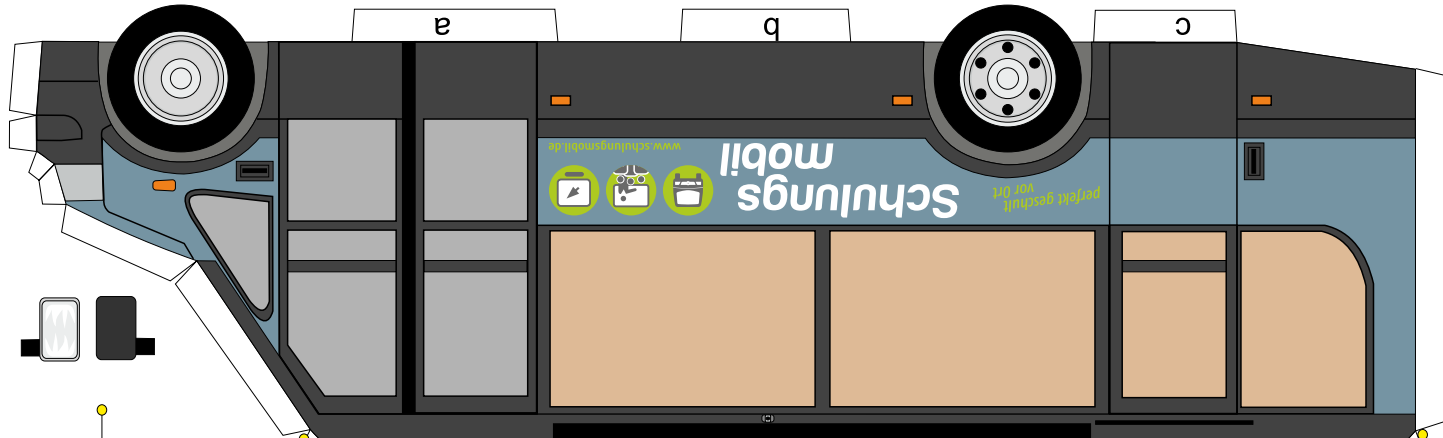 a
b
c
www.schulungsmobil.de
Schulungs
mobil
perfekt geschult
vor Ort